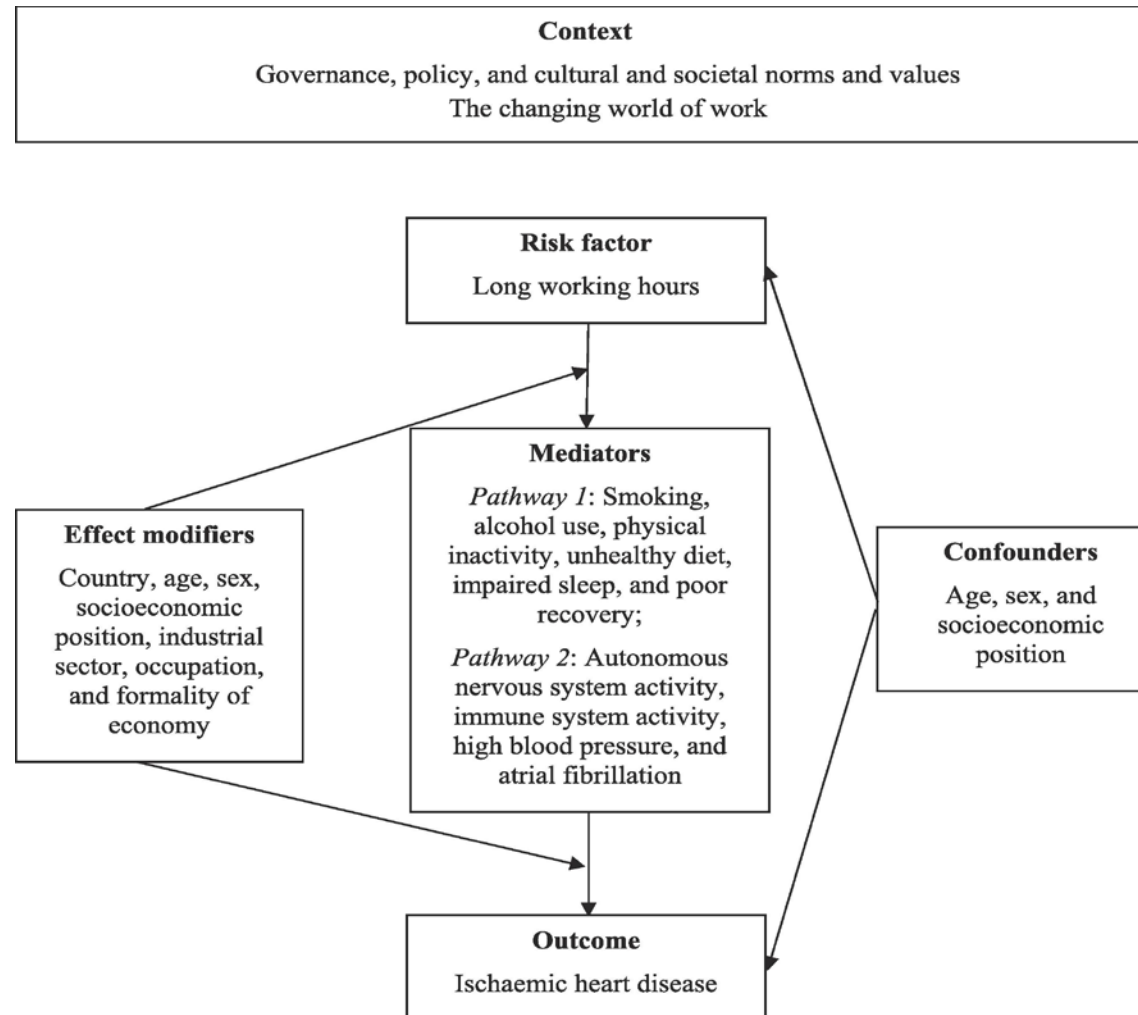 Context
Governance, policy, and cultural and societal norms and values
The changing world of work
Risk factor
Long working hours
Mediators
Pathway 1: Smoking,
alcohol use, physical
inactivity, unhealthy diet,
impaired sleep, and poor
recovery;
Pathway 2: Autonomous
nervous system activity,
immune system activity,
high blood pressure, and
atrial fibrillation
Effect modifiers
Country, age, sex,
socioeconomic
position, industrial
sector, occupation,
and formality of
economy
Confounders
Age, sex, and
socioeconomic
position
Outcome
Ischaemic heart disease